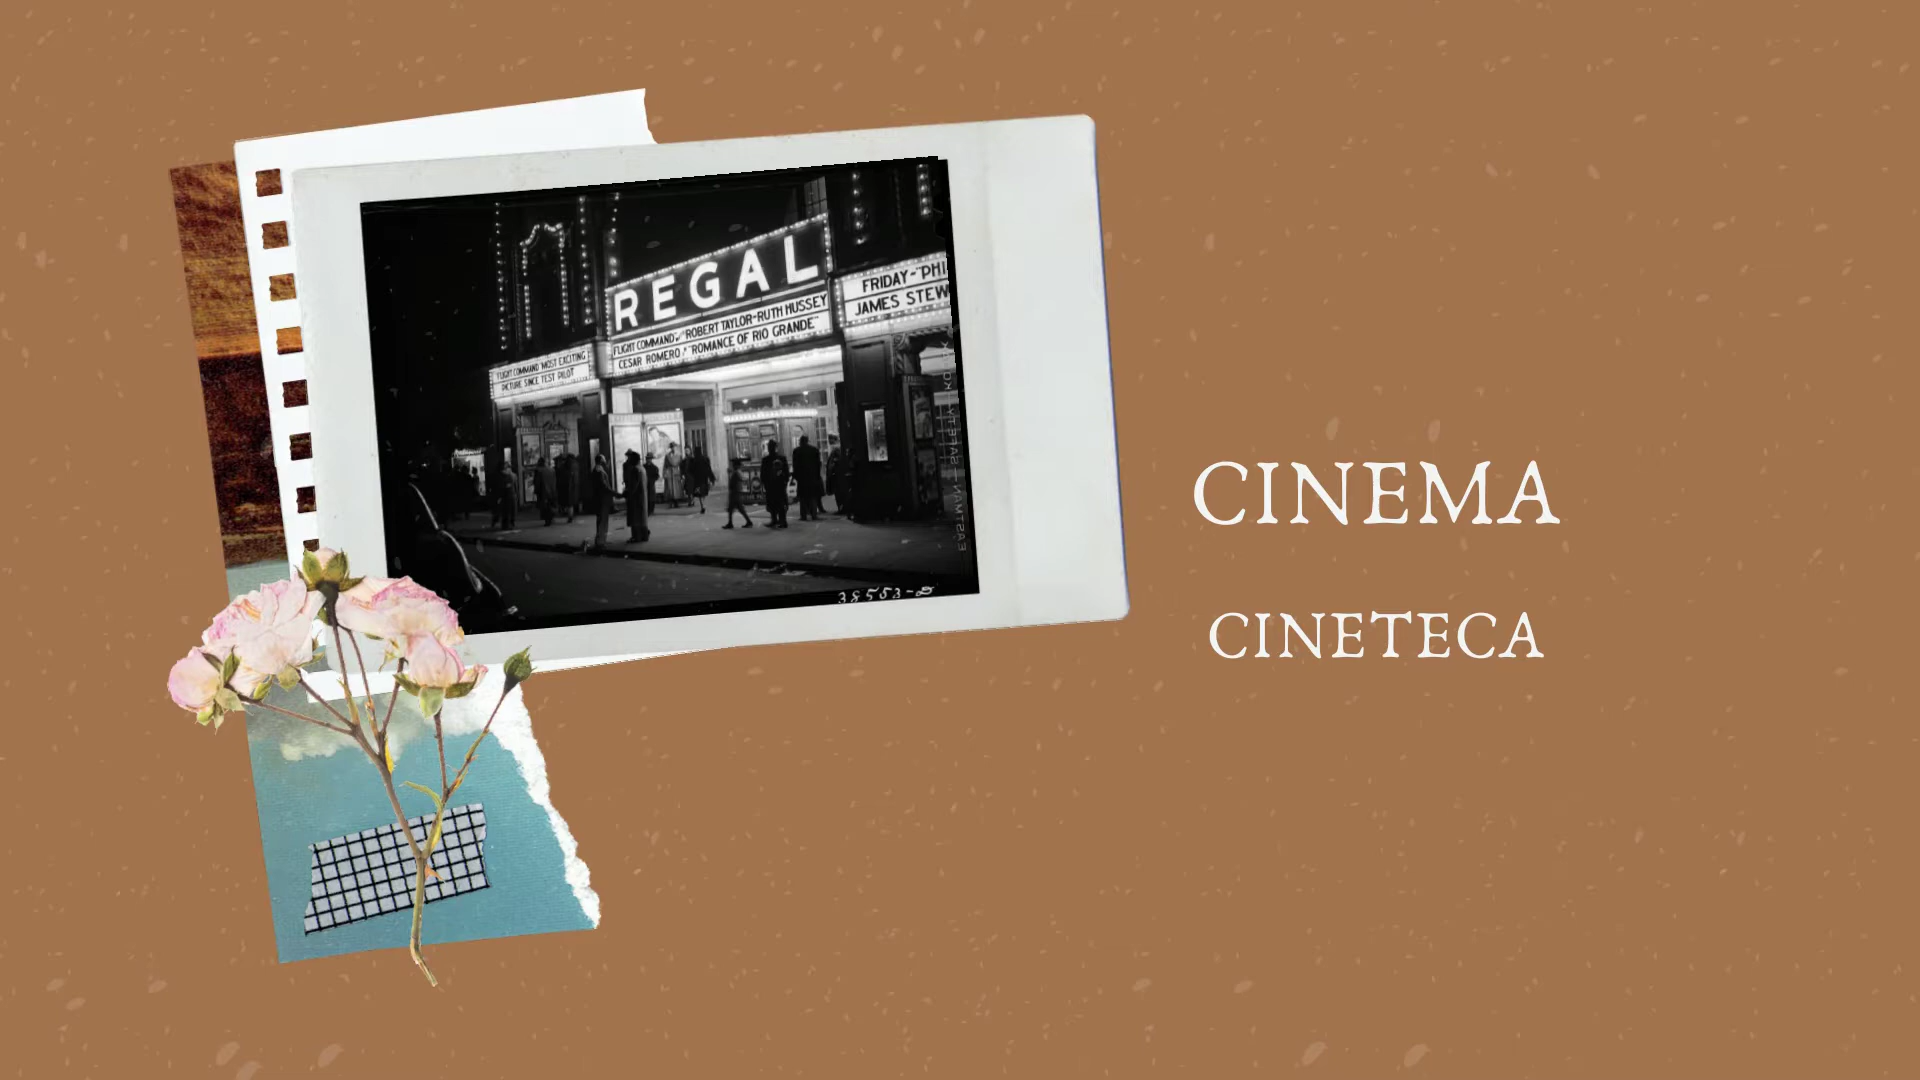 REGAL
FLIGHT COMMAND" ROBERT TAYLOR-RUTH HUSSEY
CESAR ROMERO "ROMANCE OF RIO GRANDE"
FRIDAY-"PHI
JAMES STEW
FLIGHT COMMAND "MOST EXCITING
PICTURE SINCE TEST PILOT"
38553-D
CINEMA
CINETECA